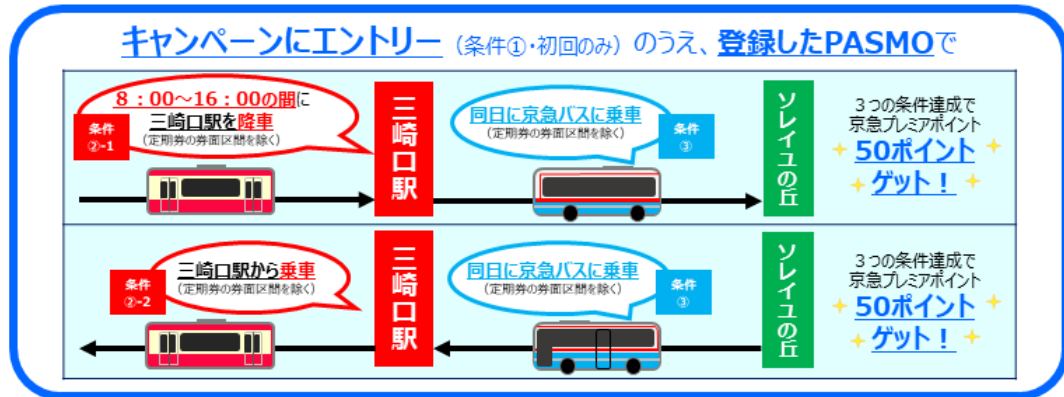 キャンペーンにエントリー（条件①・初回のみ）のうえ、登録したPASMOで
8：00～16：00の間に
三崎口駅を降車
（定期券の券面区間を除く）
条件
②-1
三崎口駅
同日に京急バスに乗車
（定期券の券面区間を除く）
条件
③
ソレイユの丘
３つの条件達成で
京急プレミアポイント
50ポイント
ゲット！
三崎口駅から乗車
（定期券の券面区間を除く）
条件
②-2
三崎口駅
同日に京急バスに乗車
（定期券の券面区間を除く）
条件
③
ソレイユの丘
３つの条件達成で
京急プレミアポイント
50ポイント
ゲット！